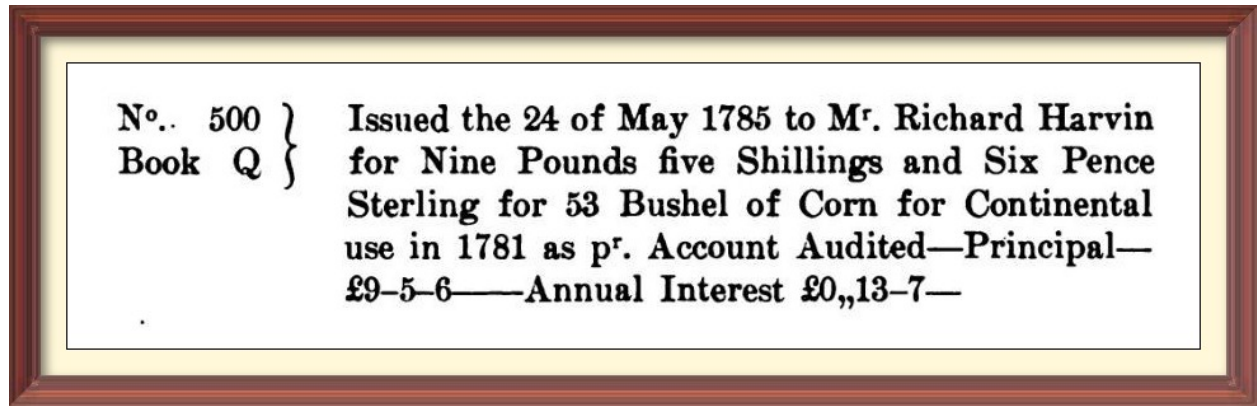 No.. 500 } Issued the 24 of May 1785 to Mr. Richard Harvin
Book Q } for Nine Pounds five Shillings and Six Pence
Sterling for 53 Bushel of Corn for Continental
use in 1781 as pr. Account Audited—Principal—
£9–5–6——Annual Interest £0,,13–7—